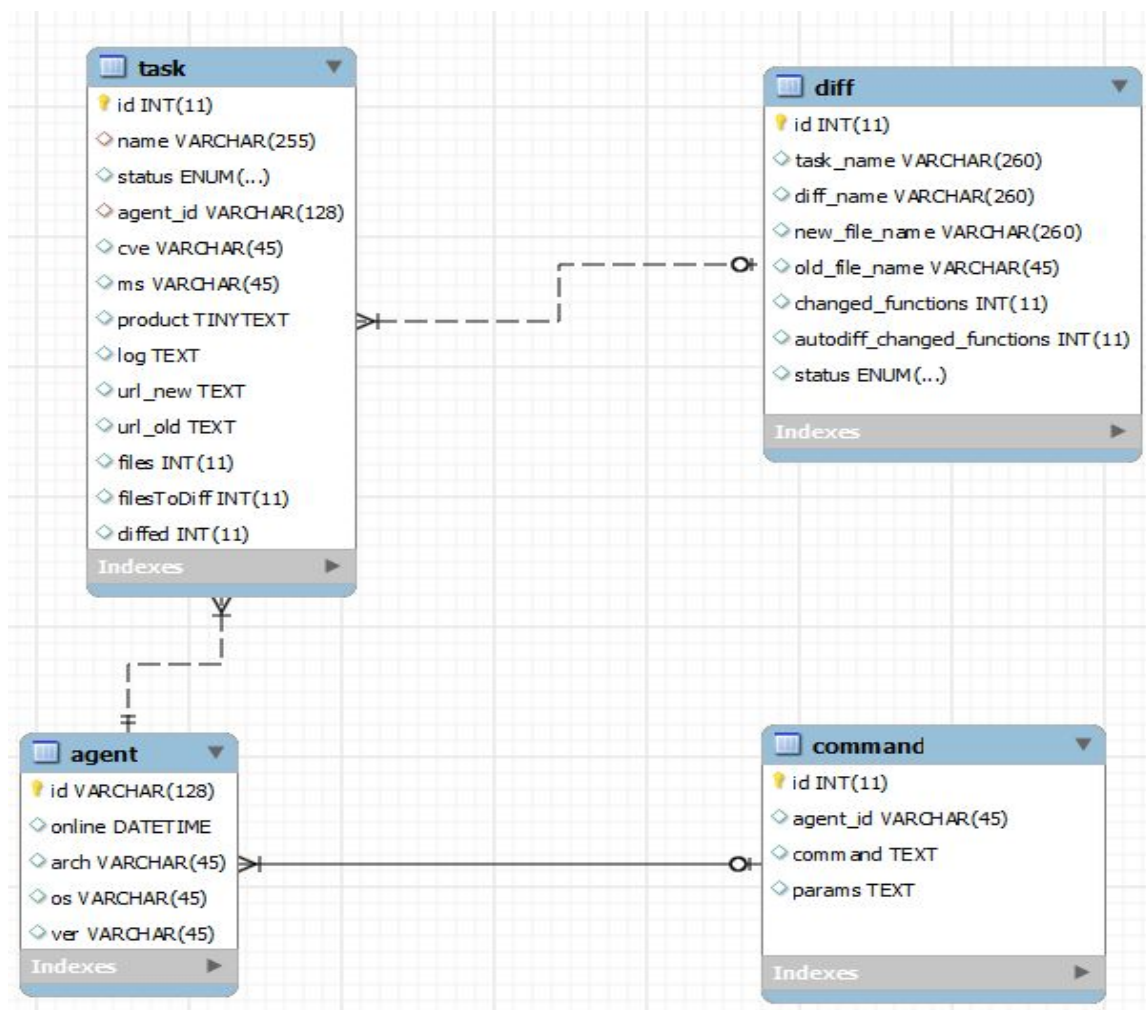 task
id INT(11)
name VARCHAR(255)
status ENUM(...)
agent_id VARCHAR(128)
cve VARCHAR(45)
ms VARCHAR(45)
product TINYTEXT
log TEXT
url_new TEXT
url_old TEXT
files INT(11)
filesToDiff INT(11)
diffed INT(11)
Indexes
diff
id INT(11)
task_name VARCHAR(260)
diff_name VARCHAR(260)
new_file_name VARCHAR(260)
old_file_name VARCHAR(45)
changed_functions INT(11)
autodiff_changed_functions INT(11)
status ENUM(...)
Indexes
agent
id VARCHAR(128)
online DATETIME
arch VARCHAR(45)
os VARCHAR(45)
ver VARCHAR(45)
Indexes
command
id INT(11)
agent_id VARCHAR(45)
command TEXT
params TEXT
Indexes